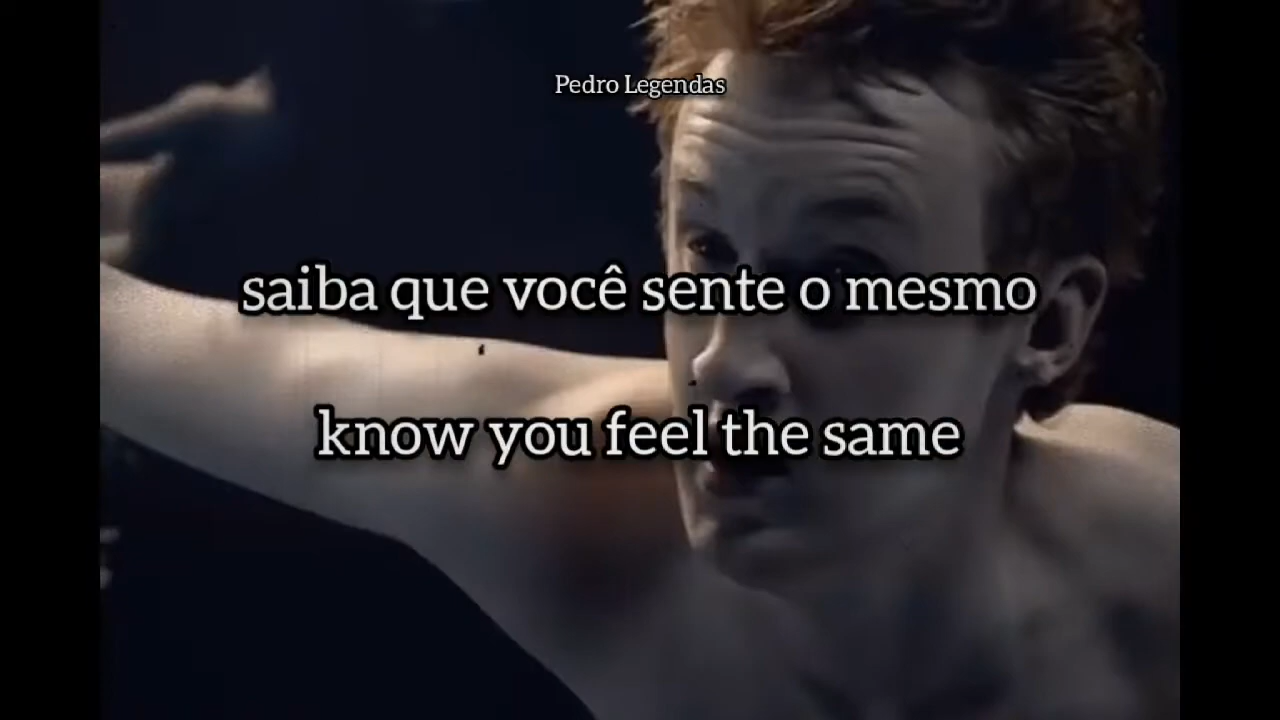 Pedro Legendas
saiba que você sente o mesmo
know you feel the same